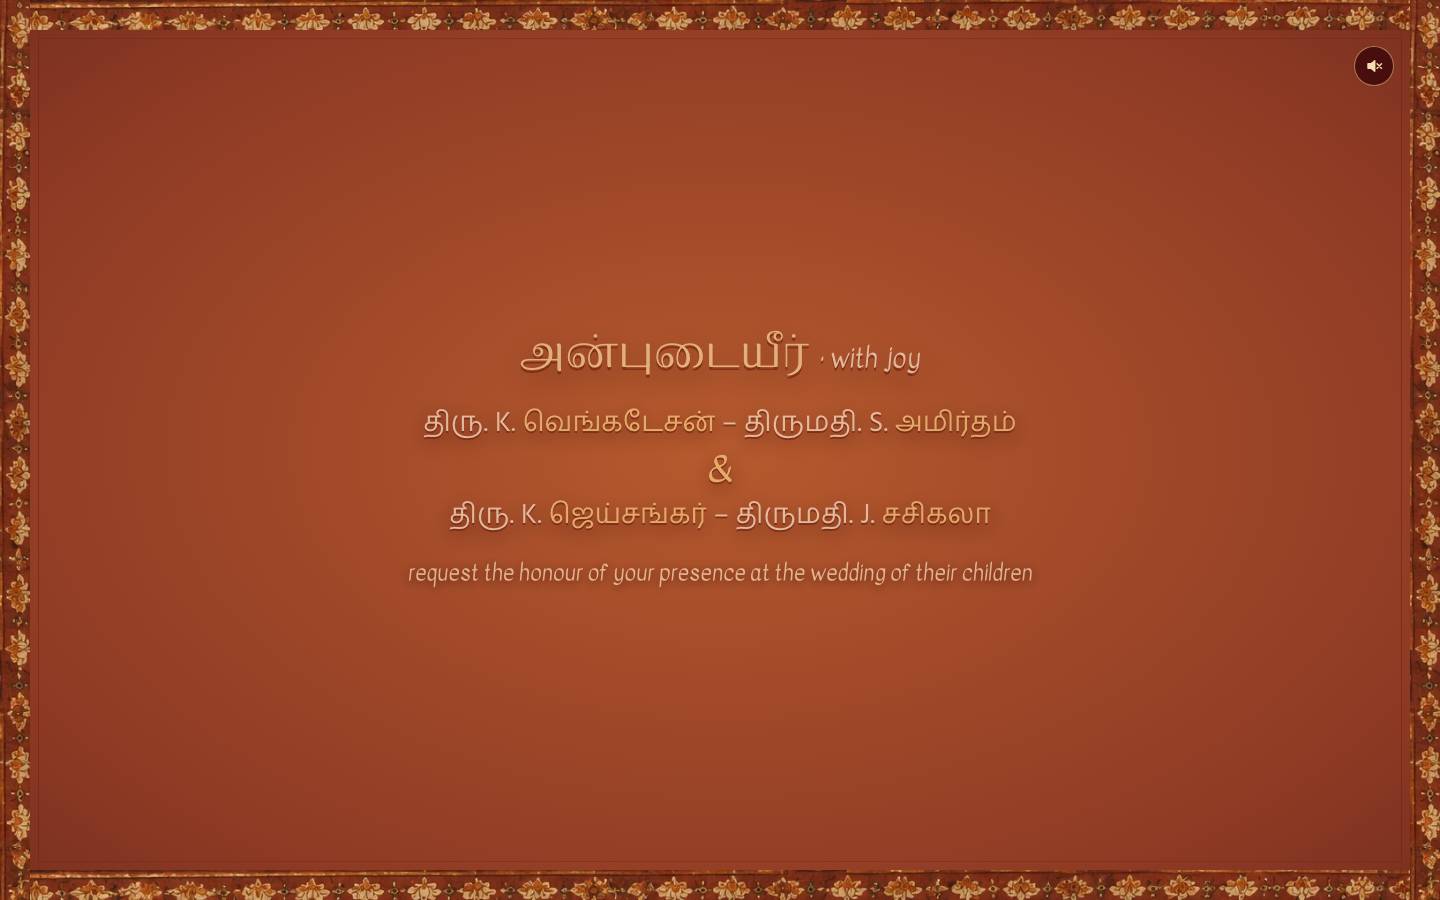 அன்புடையீர் · with joy
திரு. K. வெங்கடேசன் – திருமதி. S. அமிர்தம்
&
திரு. K. ஜெய்சங்கர் – திருமதி. J. சசிகலா
request the honour of your presence at the wedding of their children